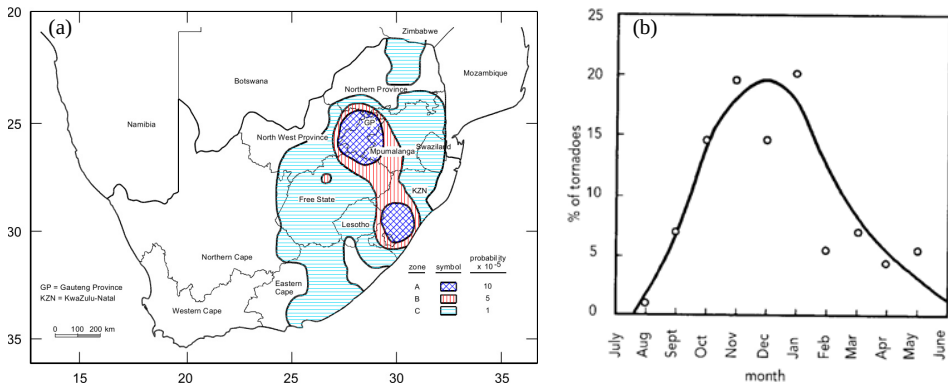 (a)
20
25
30
35
15
20
25
30
35
Zimbabwe
Mozambique
Botswana
Northern Province
Namibia
GP
North West Province
Mpumalanga
Swaziland
KZN
Free State
Lesotho
Northern Cape
Eastern
Cape
Western Cape
GP = Gauteng Province
KZN = KwaZulu-Natal
0 100 200 km
probability
zone symbol x 10⁻⁵
A 10
B 5
C 1
(b)
% of tornadoes
25
20
15
10
5
0
July
Aug
Sept
Oct
Nov
Dec
Jan
Feb
Mar
Apr
May
June
month